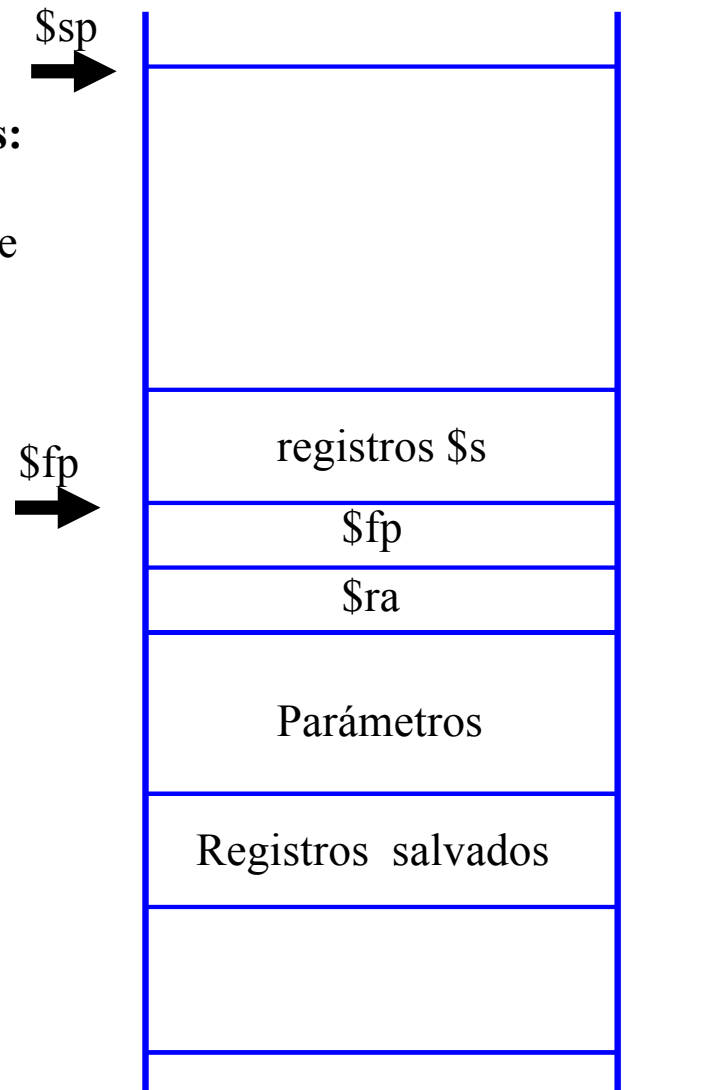 $sp
s:
e
registros $s
$fp
$fp
$ra
Parámetros
Registros salvados